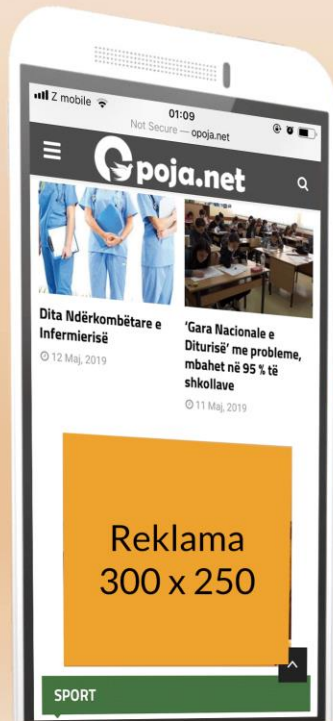 Z mobile
01:09
Not Secure — opoja.net
Opoja.net
Dita Ndërkombëtare e
Infermierisë
12 Maj, 2019
‘Gara Nacionale e
Diturisë’ me probleme,
mbahet në 95 % të
shkollave
11 Maj, 2019
Reklama
300 x 250
SPORT